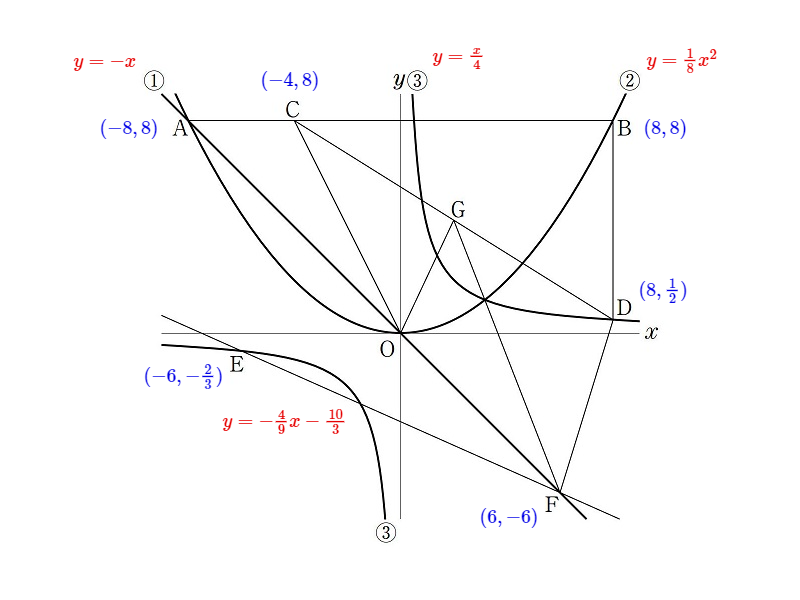 y = −x
① 
(−4, 8)
y ③
y = x/4
②
y = 1/8 x²
(−8, 8) A
C
B (8, 8)
G
(8, 1/2)
D
x
O
E
(−6, −2/3)
y = −4/9 x − 10/3
F
(6, −6)
③